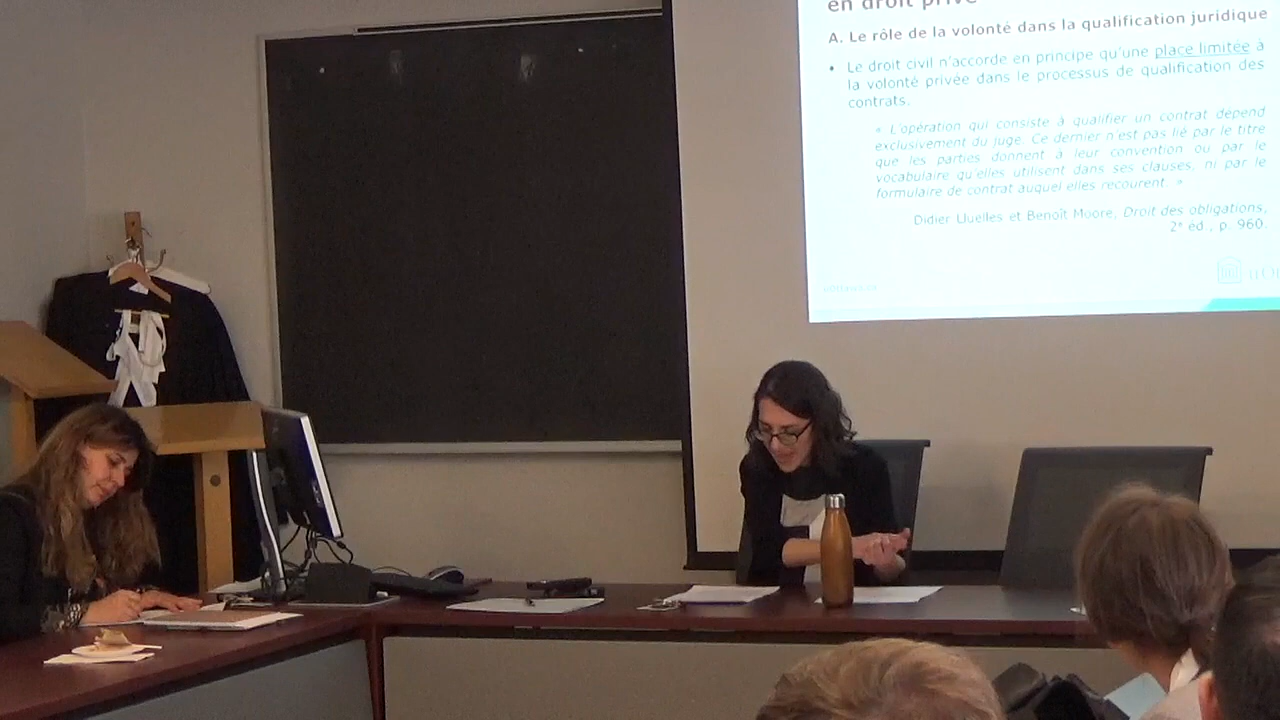 en droit privé
A. Le rôle de la volonté dans la qualification juridique
• Le droit civil n'accorde en principe qu'une place limitée à
la volonté privée dans le processus de qualification des
contrats.
« L'opération qui consiste à qualifier un contrat dépend
exclusivement du juge. Ce dernier n'est pas lié par le titre
que les parties donnent à leur convention ou par le
vocabulaire qu'elles utilisent dans ses clauses, ni par le
formulaire de contrat auquel elles recourent. »
Didier Lluelles et Benoît Moore, Droit des obligations,
2e éd., p. 960.